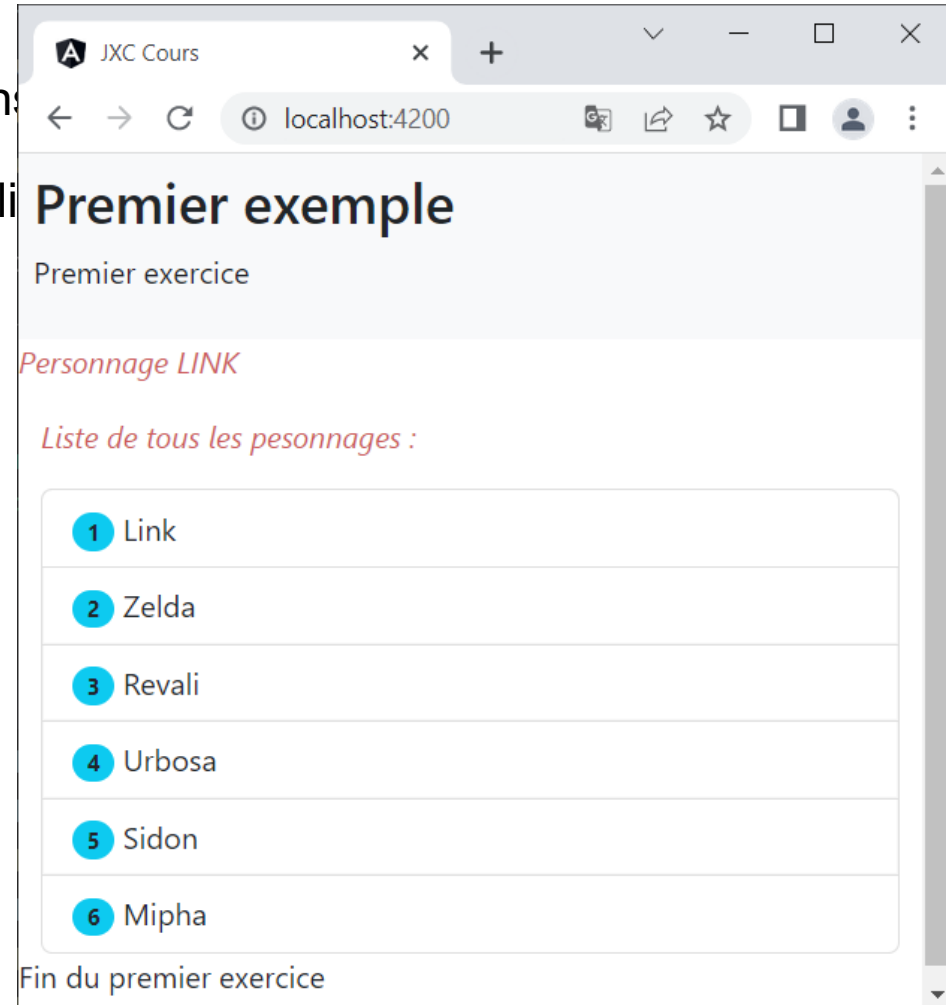 JXC Cours
localhost:4200
Premier exemple
Premier exercice
Personnage LINK
Liste de tous les pesonnages :
1 Link
2 Zelda
3 Revali
4 Urbosa
5 Sidon
6 Mipha
Fin du premier exercice